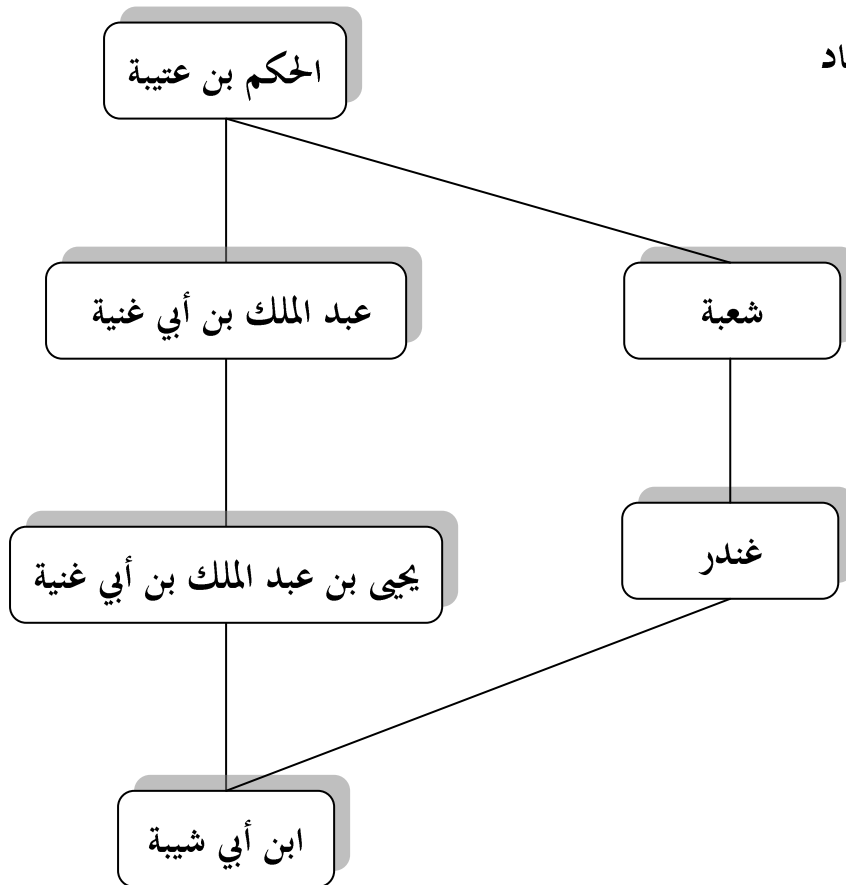 الحكم بن عتيبة
شعبة
عبد الملك بن أبي غنية
غندر
يحيى بن عبد الملك بن أبي غنية
ابن أبي شيبة